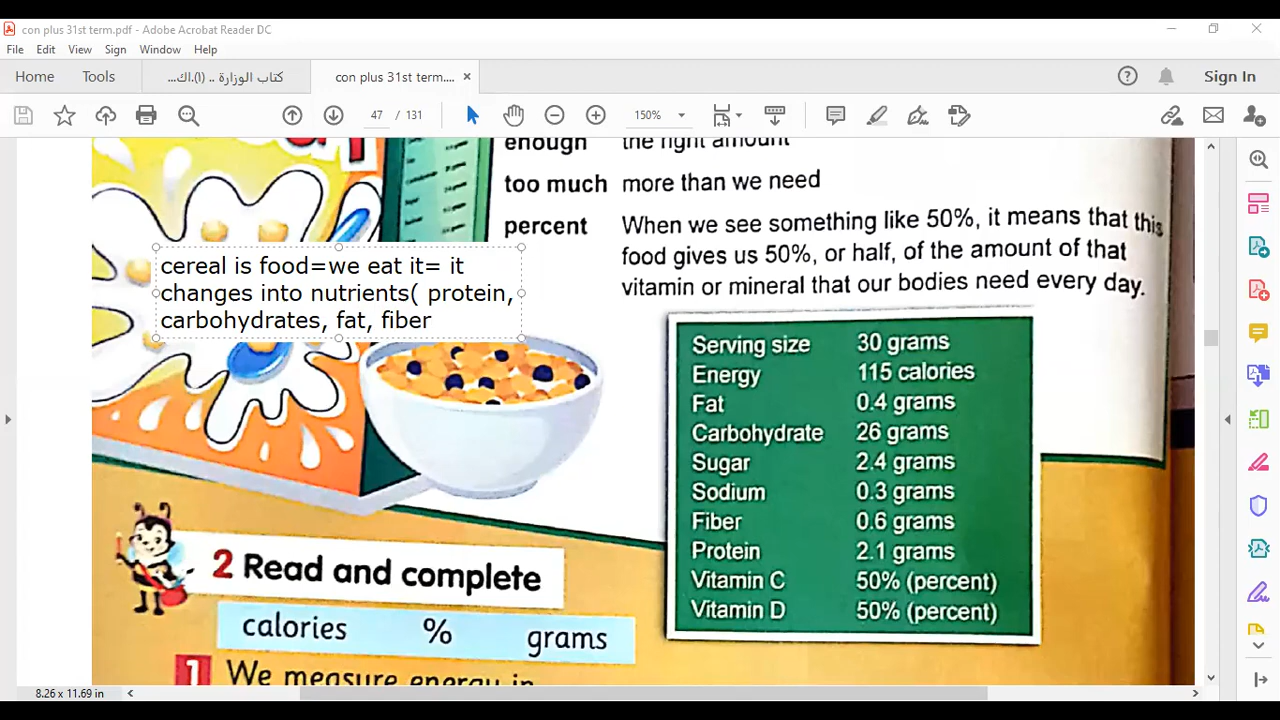 con plus 31st term.pdf - Adobe Acrobat Reader DC
File Edit View Sign Window Help
Home Tools كتاب الوزارة .. (١).اك... con plus 31st term.... × Sign In
47 / 131 150%
enough the right amount
too much more than we need
percent When we see something like 50%, it means that this
food gives us 50%, or half, of the amount of that
vitamin or mineral that our bodies need every day.
cereal is food=we eat it= it
changes into nutrients( protein,
carbohydrates, fat, fiber
Serving size 30 grams
Energy 115 calories
Fat 0.4 grams
Carbohydrate 26 grams
Sugar 2.4 grams
Sodium 0.3 grams
Fiber 0.6 grams
Protein 2.1 grams
Vitamin C 50% (percent)
Vitamin D 50% (percent)
2 Read and complete
calories % grams
1 We measure energy in
8.26 x 11.69 in